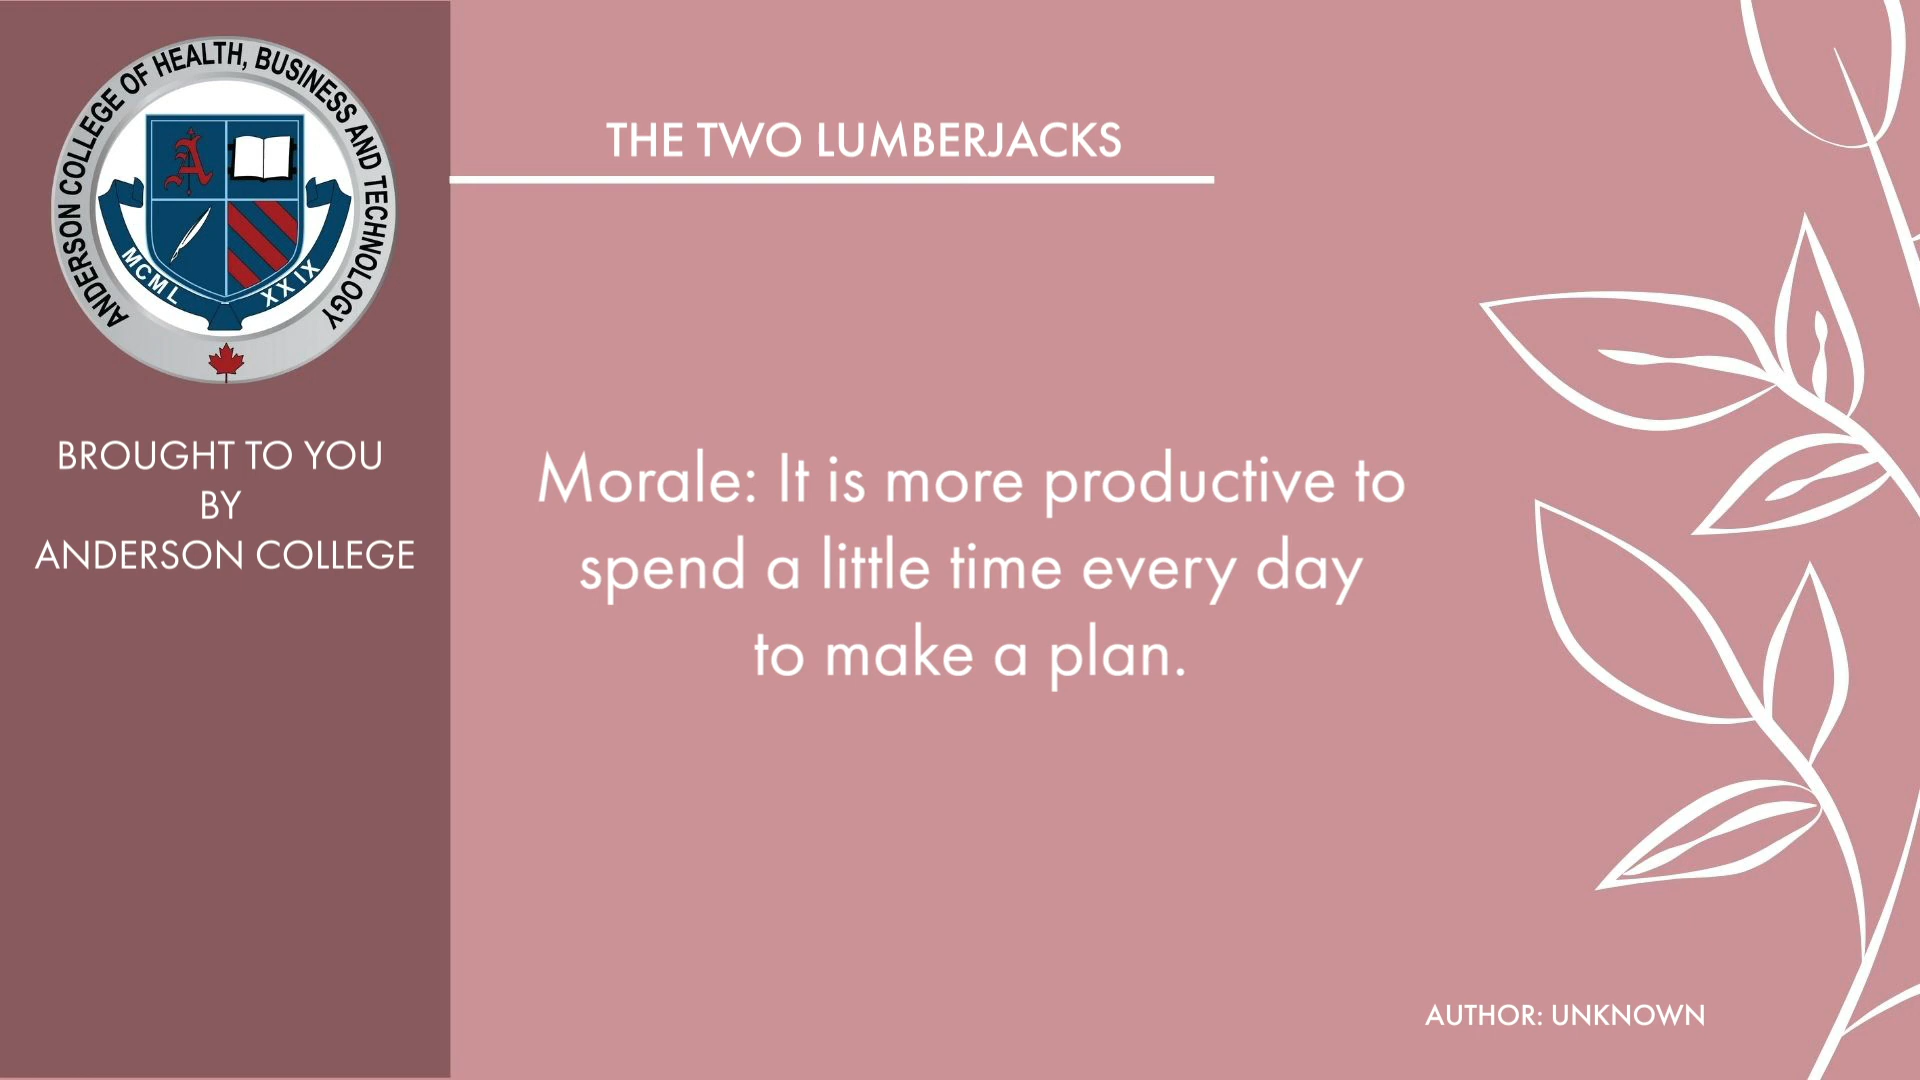 ANDERSON COLLEGE OF HEALTH, BUSINESS AND TECHNOLOGY
A
MCML XXIX
BROUGHT TO YOU
BY
ANDERSON COLLEGE
THE TWO LUMBERJACKS
Morale: It is more productive to
spend a little time every day
to make a plan.
AUTHOR: UNKNOWN